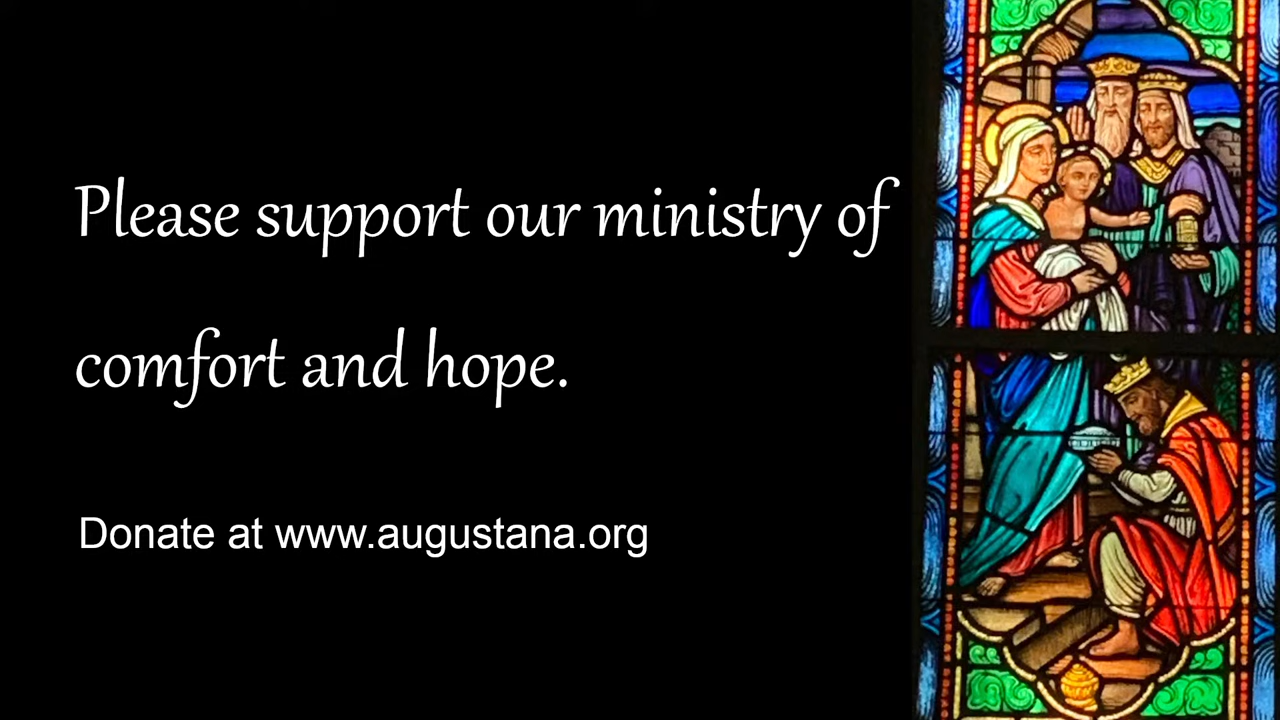 Please support our ministry of
comfort and hope.
Donate at www.augustana.org